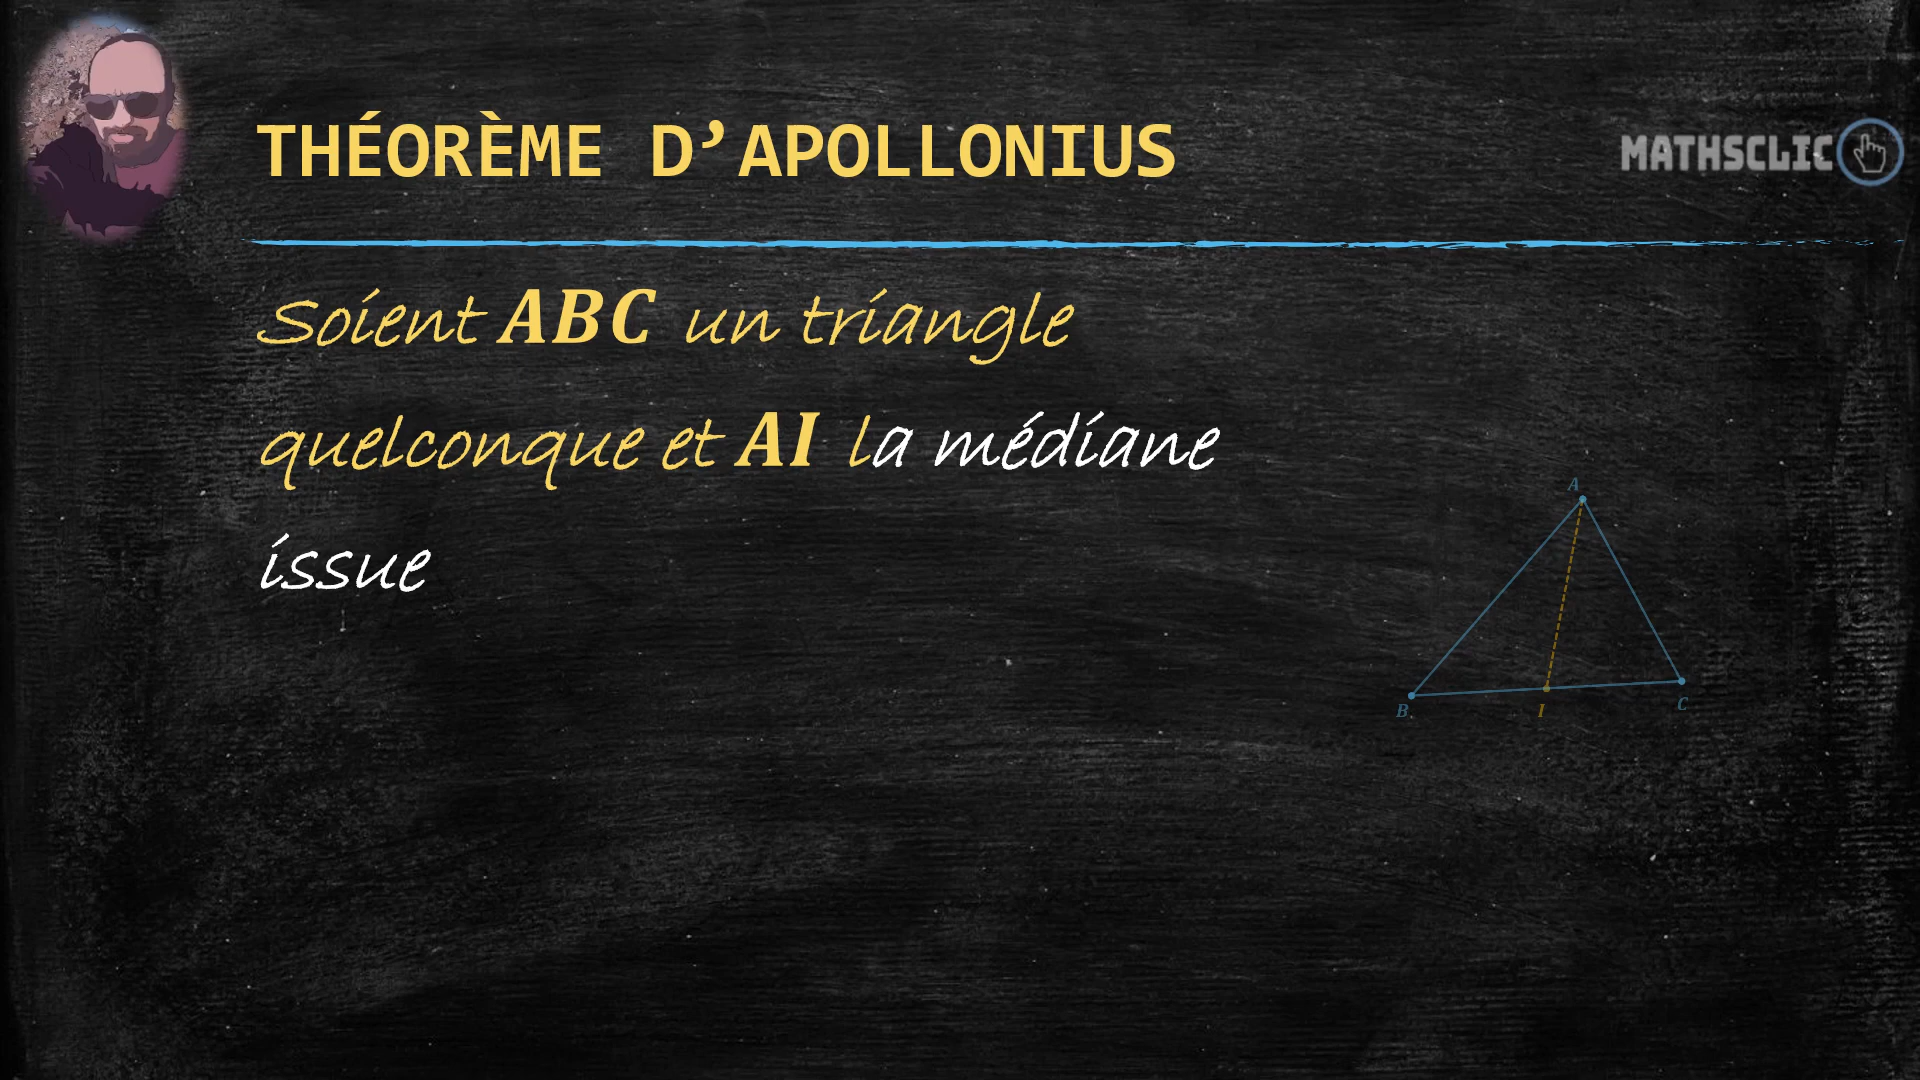 THÉORÈME D’APOLLONIUS
MATHSCLIC
Soient ABC un triangle
quelconque et AI la médiane
issue
A
B
I
C